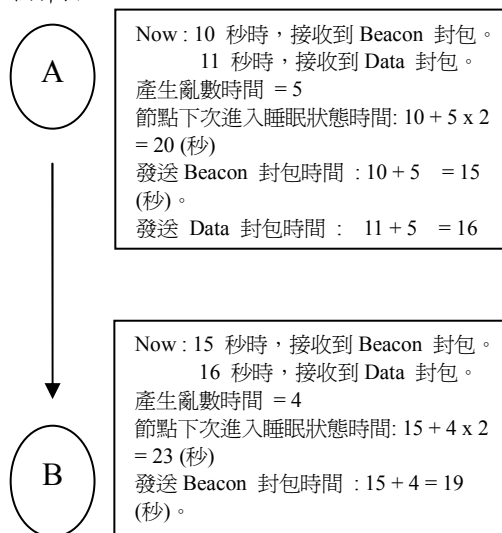 A
Now : 10 秒時,接收到 Beacon 封包。
11 秒時,接收到 Data 封包。
產生亂數時間 = 5
節點下次進入睡眠狀態時間: 10 + 5 x 2
= 20 (秒)
發送 Beacon 封包時間 : 10 + 5 = 15
(秒)。
發送 Data 封包時間 : 11 + 5 = 16
Now : 15 秒時,接收到 Beacon 封包。
16 秒時,接收到 Data 封包。
產生亂數時間 = 4
節點下次進入睡眠狀態時間: 15 + 4 x 2
= 23 (秒)
B
發送 Beacon 封包時間 : 15 + 4 = 19
(秒)。